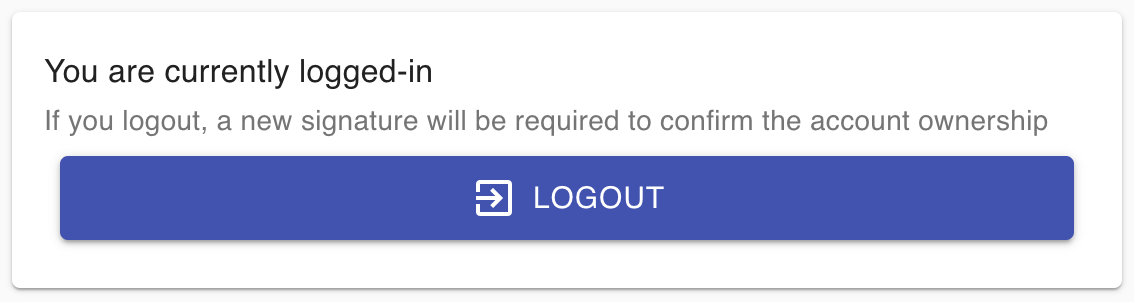 You are currently logged-in
If you logout, a new signature will be required to confirm the account ownership
LOGOUT